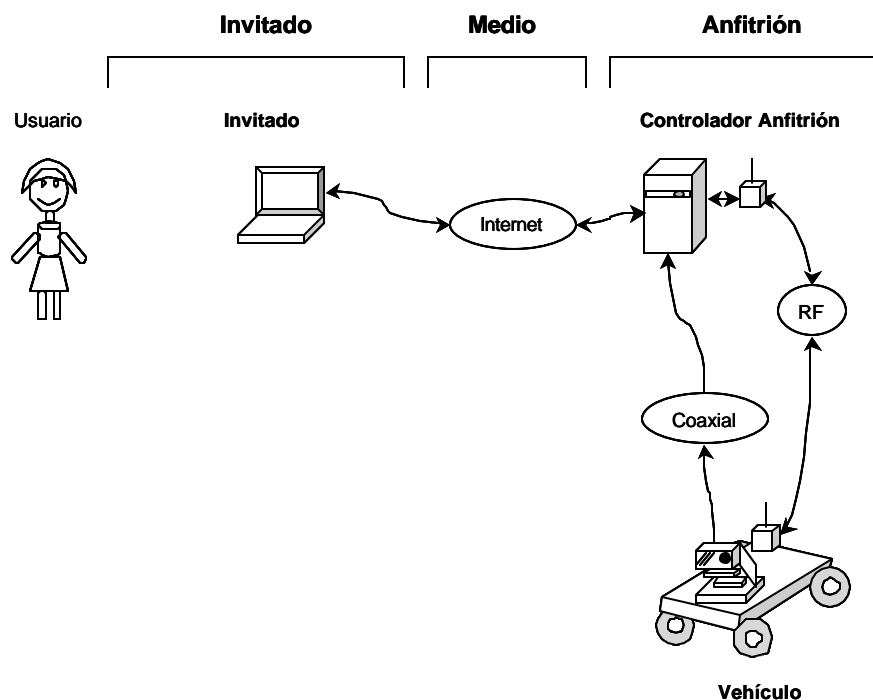 Invitado
Medio
Anfitrión
Usuario
Invitado
Controlador Anfitrión
Internet
RF
Coaxial
Vehículo